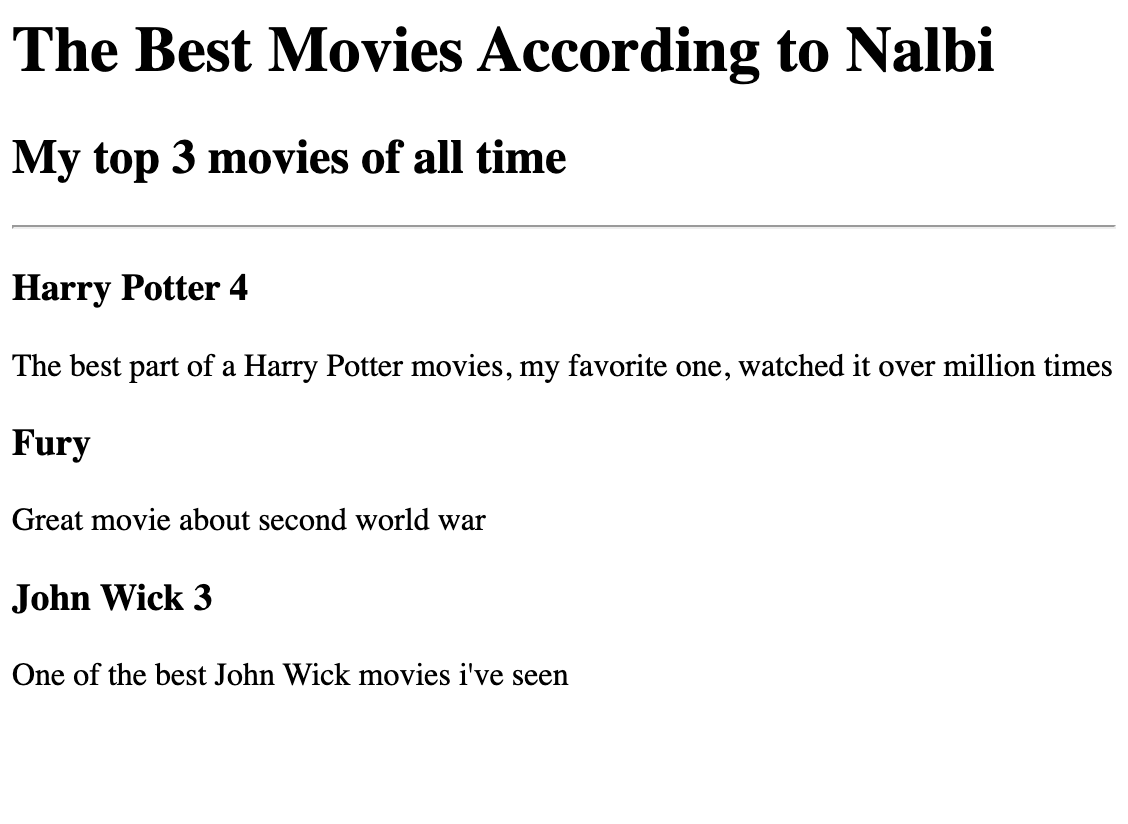 The Best Movies According to Nalbi
My top 3 movies of all time
Harry Potter 4
The best part of a Harry Potter movies, my favorite one, watched it over million times
Fury
Great movie about second world war
John Wick 3
One of the best John Wick movies i've seen